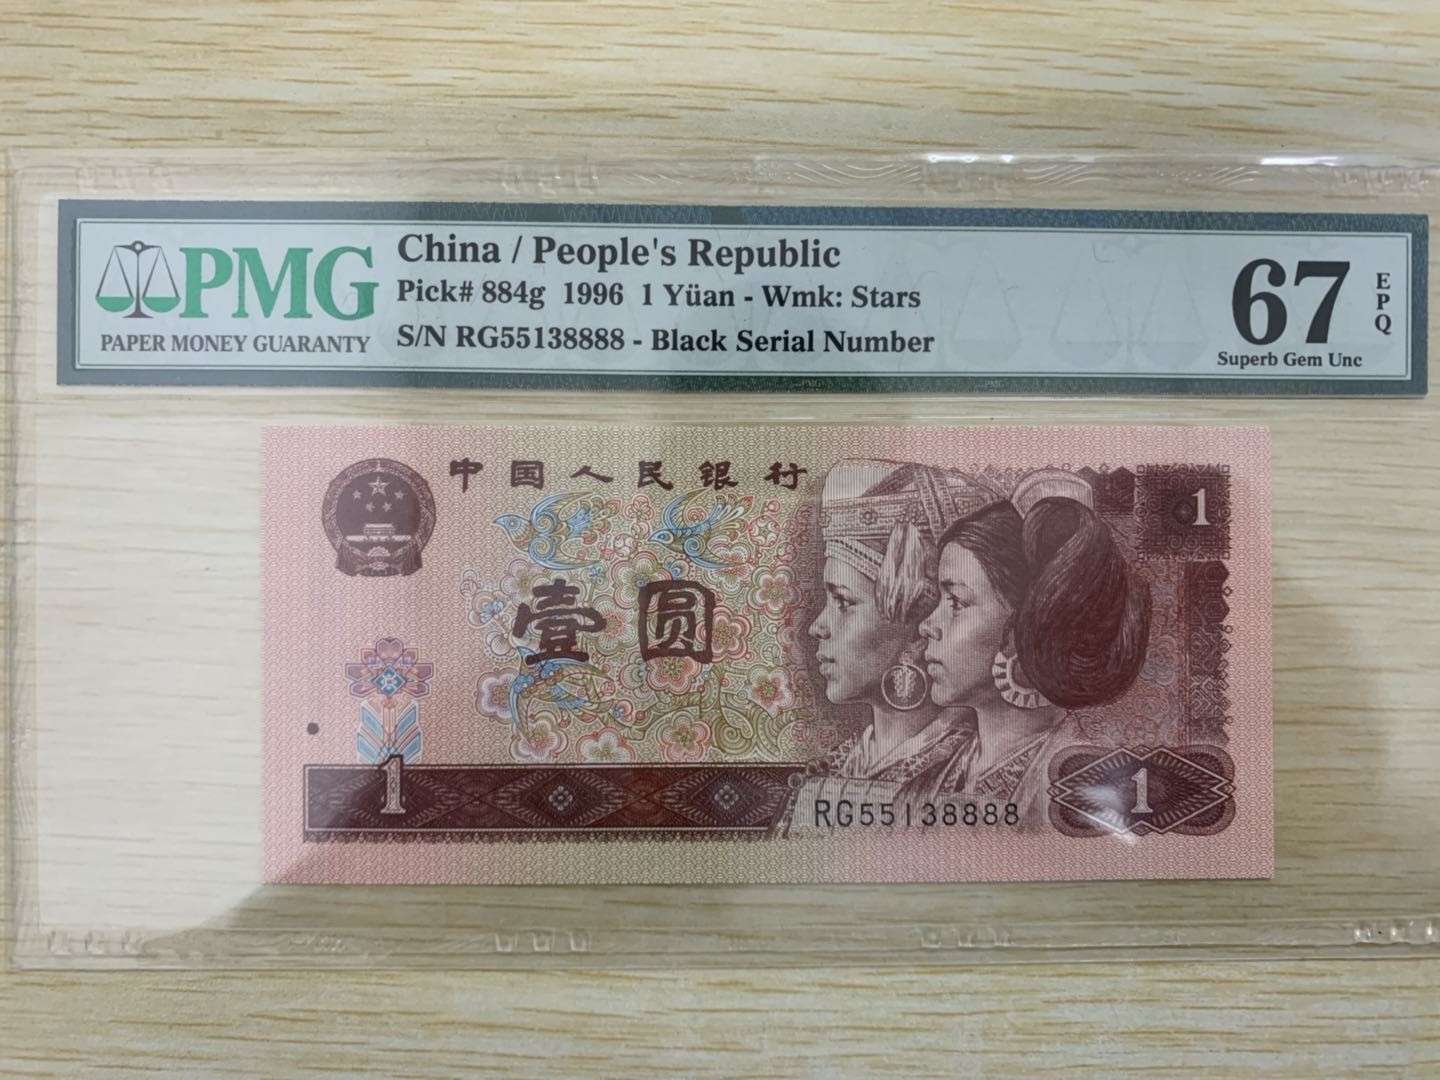 PMG
PAPER MONEY GUARANTY
China / People's Republic
Pick# 884g 1996 1 Yüan - Wmk: Stars
S/N RG55138888 - Black Serial Number
67
EPQ
Superb Gem Unc
中国人民银行
1
壹圆
1
RG55138888
1